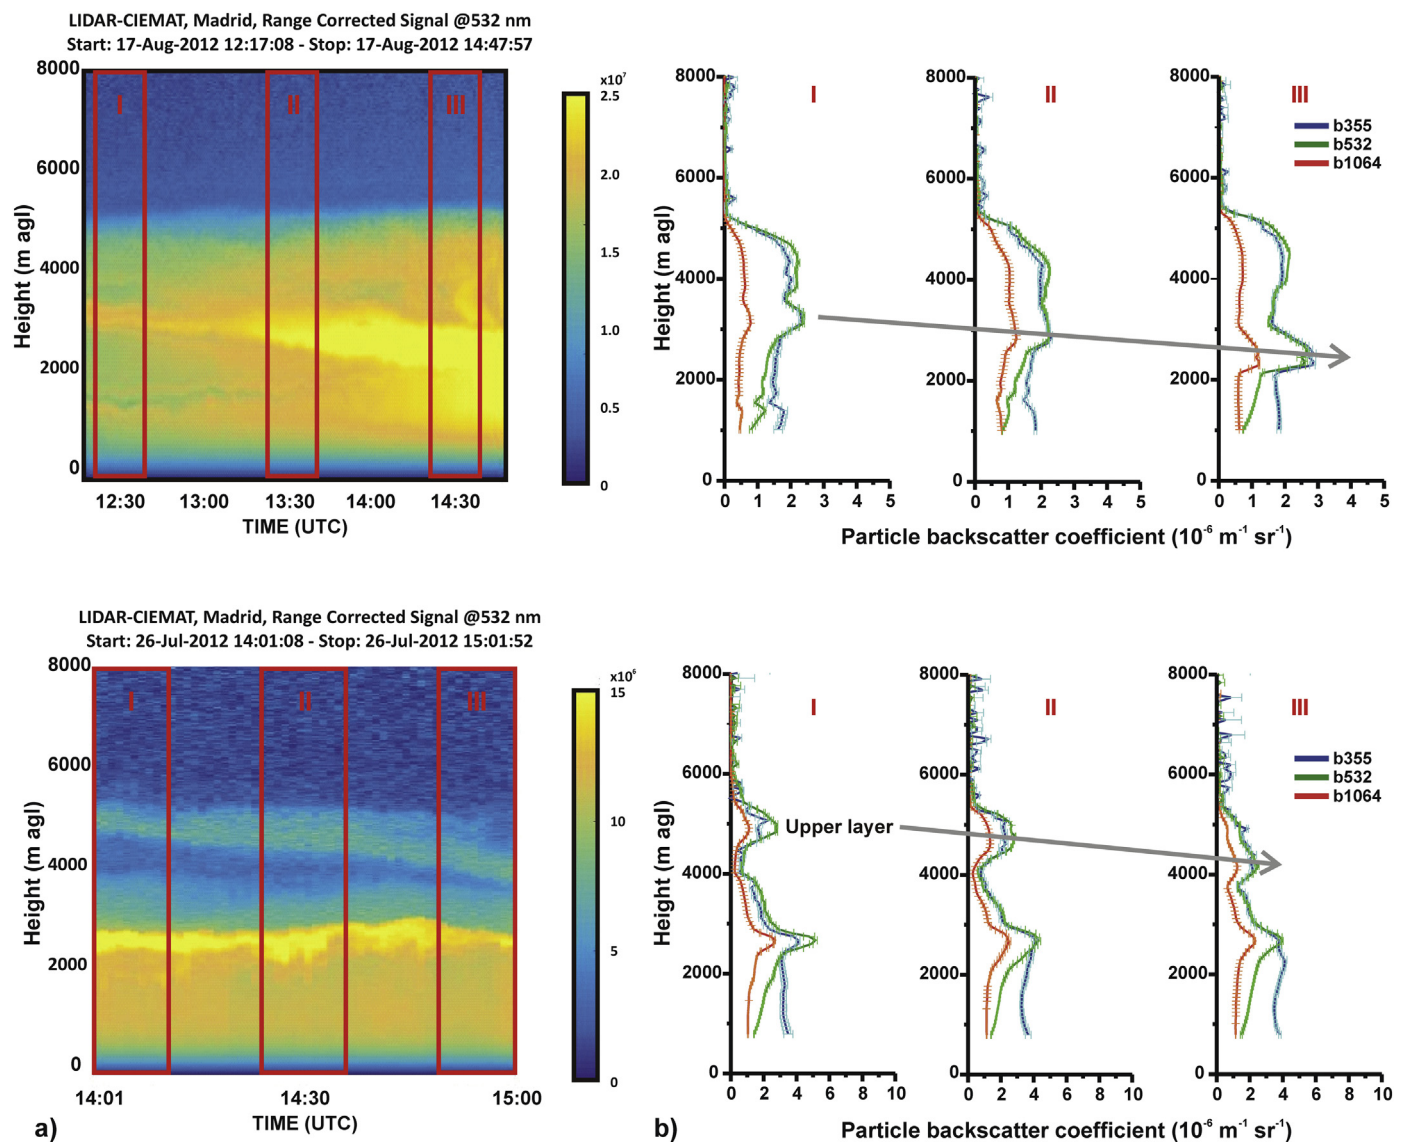 LIDAR-CIEMAT, Madrid, Range Corrected Signal @532 nm
Start: 17-Aug-2012 12:17:08 - Stop: 17-Aug-2012 14:47:57
8000
6000
4000
2000
0
Height (m agl)
I
II
III
12:30
13:00
13:30
14:00
14:30
TIME (UTC)
x10⁷
2.5
2.0
1.0
0.5
0
8000
6000
4000
2000
0
Height (m agl)
I
0 1 2 3 4 5
8000
6000
4000
2000
0
II
0 1 2 3 4 5
8000
6000
4000
2000
0
III
b355
b532
b1064
0 1 2 3 4 5
Particle backscatter coefficient (10⁻⁶ m⁻¹ sr⁻¹)
LIDAR-CIEMAT, Madrid, Range Corrected Signal @532 nm
Start: 26-Jul-2012 14:01:08 - Stop: 26-Jul-2012 15:01:52
8000
6000
4000
2000
0
Height (m agl)
I
II
III
14:01
14:30
15:00
TIME (UTC)
x10⁶
15
10
5
0
a)
8000
6000
4000
2000
0
Height (m agl)
I
Upper layer
0 2 4 6 8 10
8000
6000
4000
2000
0
II
0 2 4 6 8 10
8000
6000
4000
2000
0
III
b355
b532
b1064
0 2 4 6 8 10
b)
Particle backscatter coefficient (10⁻⁶ m⁻¹ sr⁻¹)